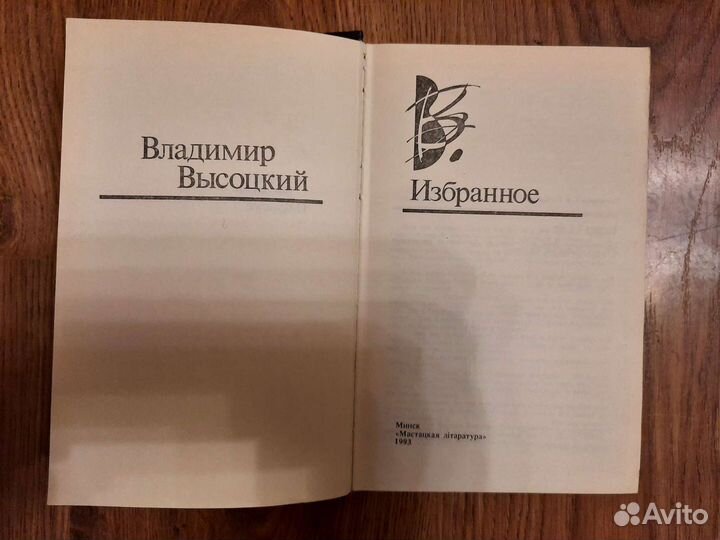 Владимир
Высоцкий
В.
Избранное
Минск
«Мастацкая літаратура»
1993
Avito